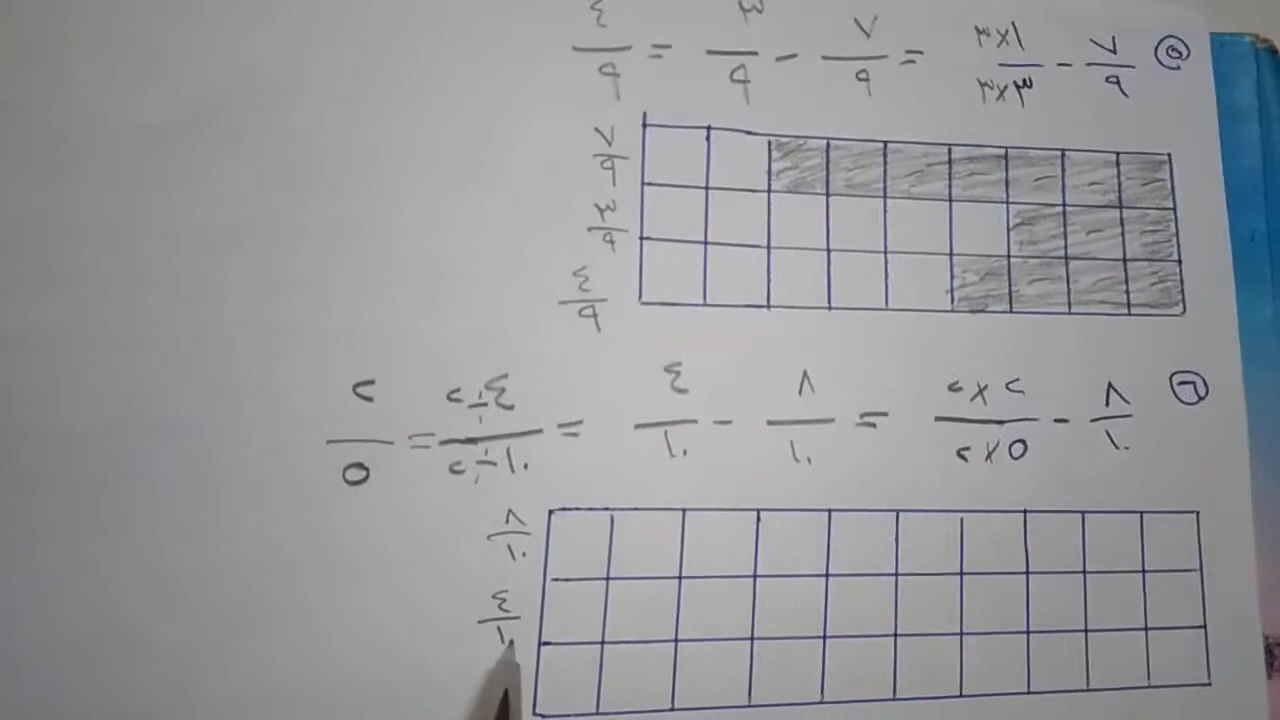 ٥ ٧/٩ - ١×٣/٣×٣ = ٧/٩ - ٣/٩ = ٤/٩
٧/٩
٣/٩
٤/٩
٦ ٨/١٠ - ٢×٢/٥×٢ = ٨/١٠ - ٤/١٠ = ٤÷٢/١٠÷٢ = ٢/٥
٨/١٠
٤/١٠